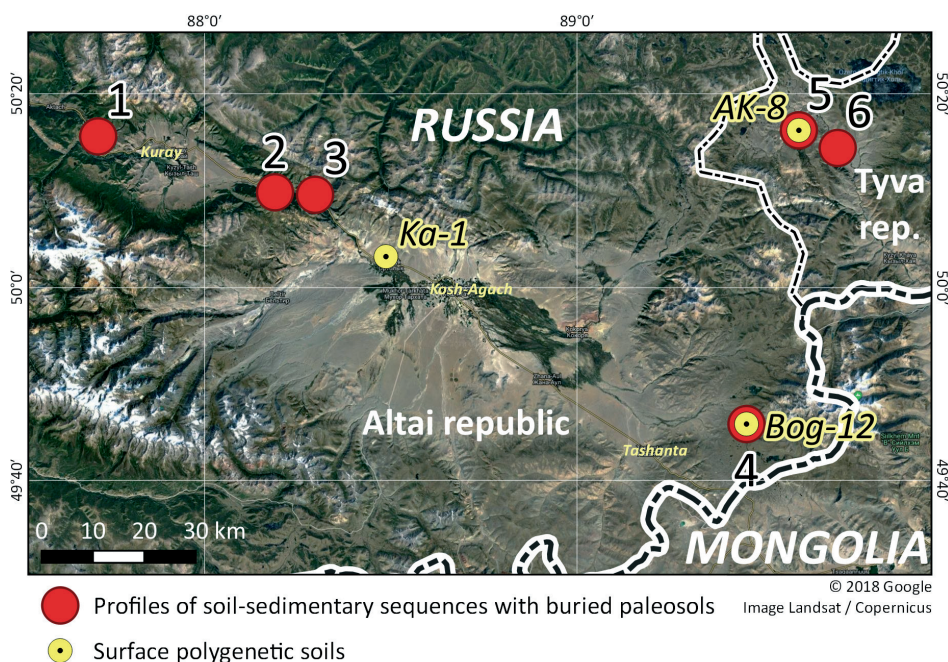 88°0′ 89°0′
50°20′ 50°20′
1
Kuray
2
3
RUSSIA
AK-8
5
6
Tyva
rep.
Ka-1
50°0′ 50°0′
Kosh-Agach
Altai republic
Bog-12
Tashanta
4
49°40′ 49°40′
0 10 20 30 km
MONGOLIA
© 2018 Google
Image Landsat / Copernicus
Profiles of soil-sedimentary sequences with buried paleosols
Surface polygenetic soils